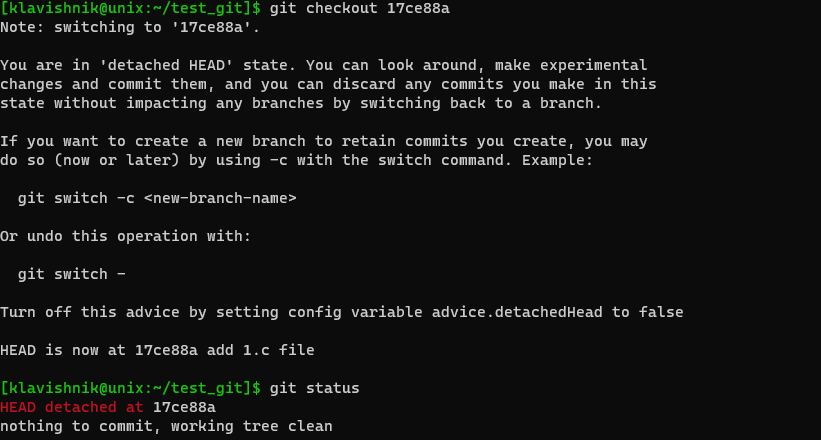 [klavishnik@unix:~/test_git]$ git checkout 17ce88a
Note: switching to '17ce88a'.
You are in 'detached HEAD' state. You can look around, make experimental
changes and commit them, and you can discard any commits you make in this
state without impacting any branches by switching back to a branch.
If you want to create a new branch to retain commits you create, you may
do so (now or later) by using -c with the switch command. Example:
git switch -c <new-branch-name>
Or undo this operation with:
git switch -
Turn off this advice by setting config variable advice.detachedHead to false
HEAD is now at 17ce88a add 1.c file
[klavishnik@unix:~/test_git]$ git status
HEAD detached at 17ce88a
nothing to commit, working tree clean